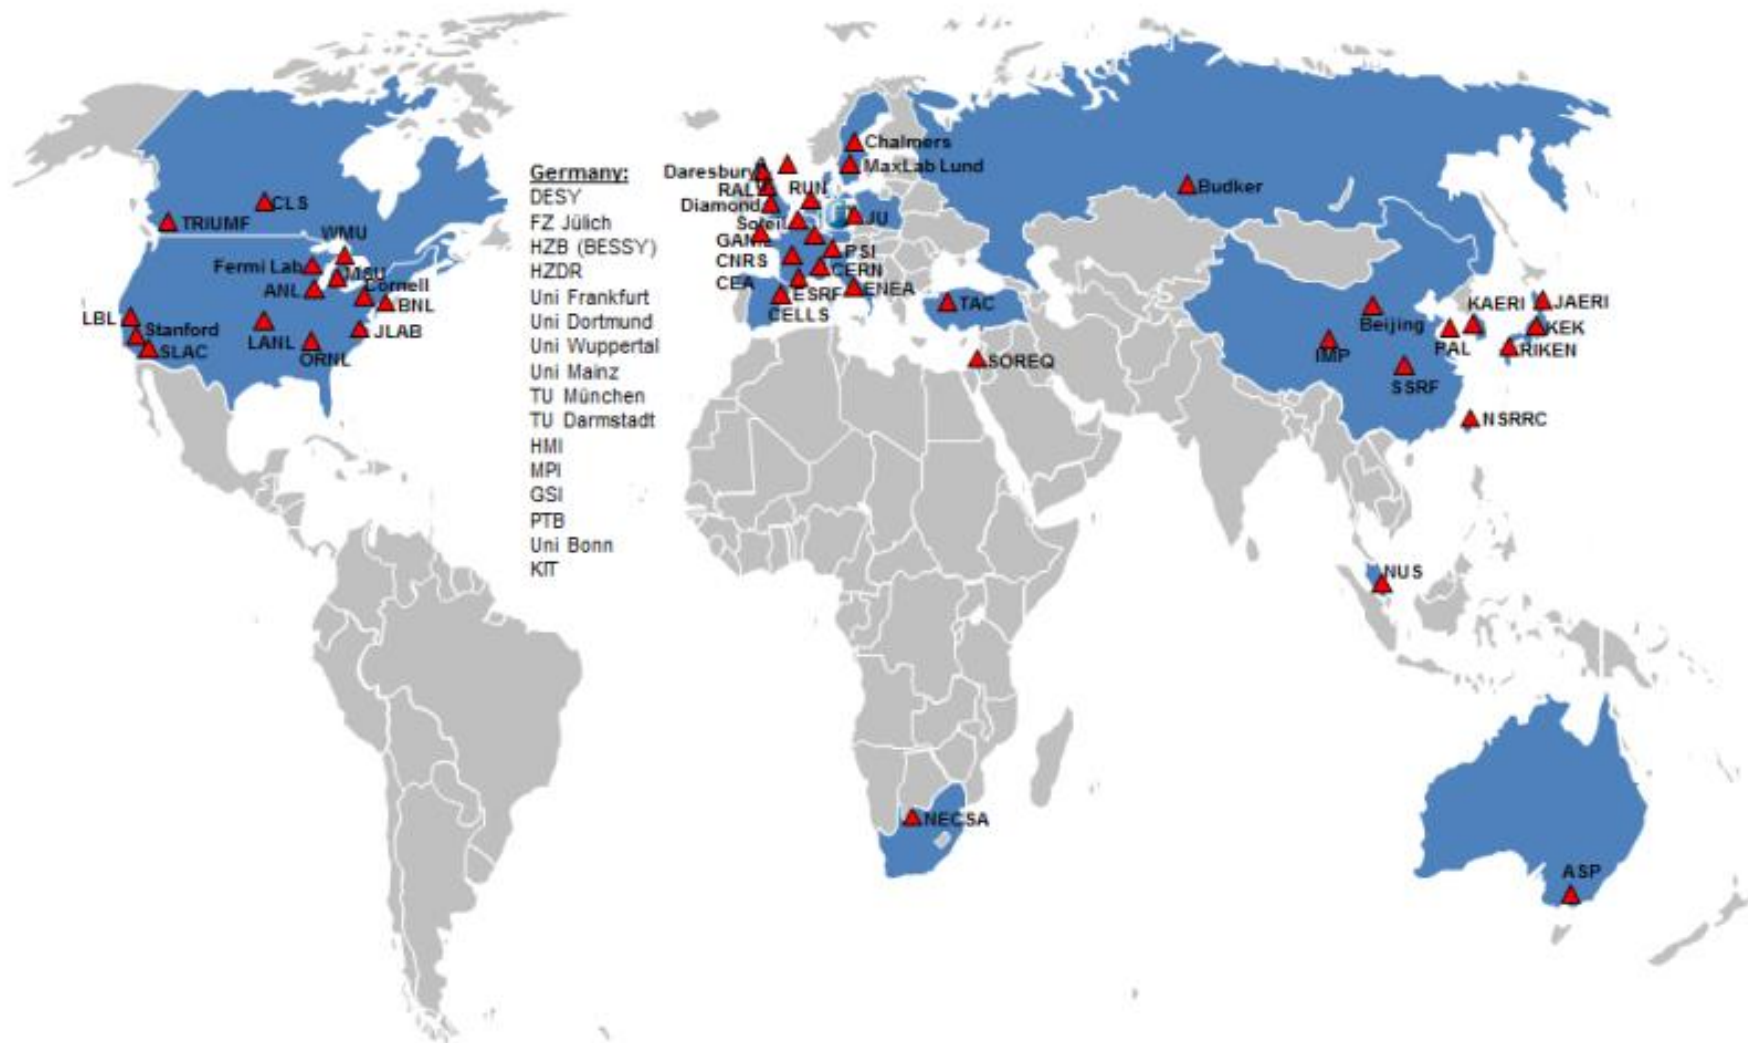 CLS
TRIUMF
WMU
Fermi Lab
MSU
Cornell
ANL
BNL
LBL
Stanford
JLAB
SLAC
LANL
ORNL
Germany:
DESY
FZ Jülich
HZB (BESSY)
HZDR
Uni Frankfurt
Uni Dortmund
Uni Wuppertal
Uni Mainz
TU München
TU Darmstadt
HMI
MPI
GSI
PTB
Uni Bonn
KIT
Chalmers
Daresbury
MaxLab Lund
RAL
RUN
Diamond
JU
Soleil
GANIL
PSI
CNRS
CERN
CEA
ESRF
ENEA
CELLS
TAC
SOREQ
Budker
KAERI
JAERI
Beijing
KEK
PAL
IMP
RIKEN
SSRF
NSRRC
NUS
NECSA
ASP